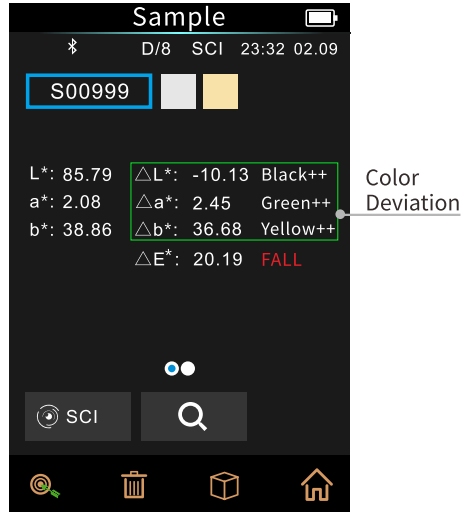 Sample
D/8 SCI 23:32 02.09
S00999
L*: 85.79 △L*: -10.13 Black++
a*: 2.08 △a*: 2.45 Green++
b*: 38.86 △b*: 36.68 Yellow++
△E*: 20.19 FALL
Color
Deviation
SCI